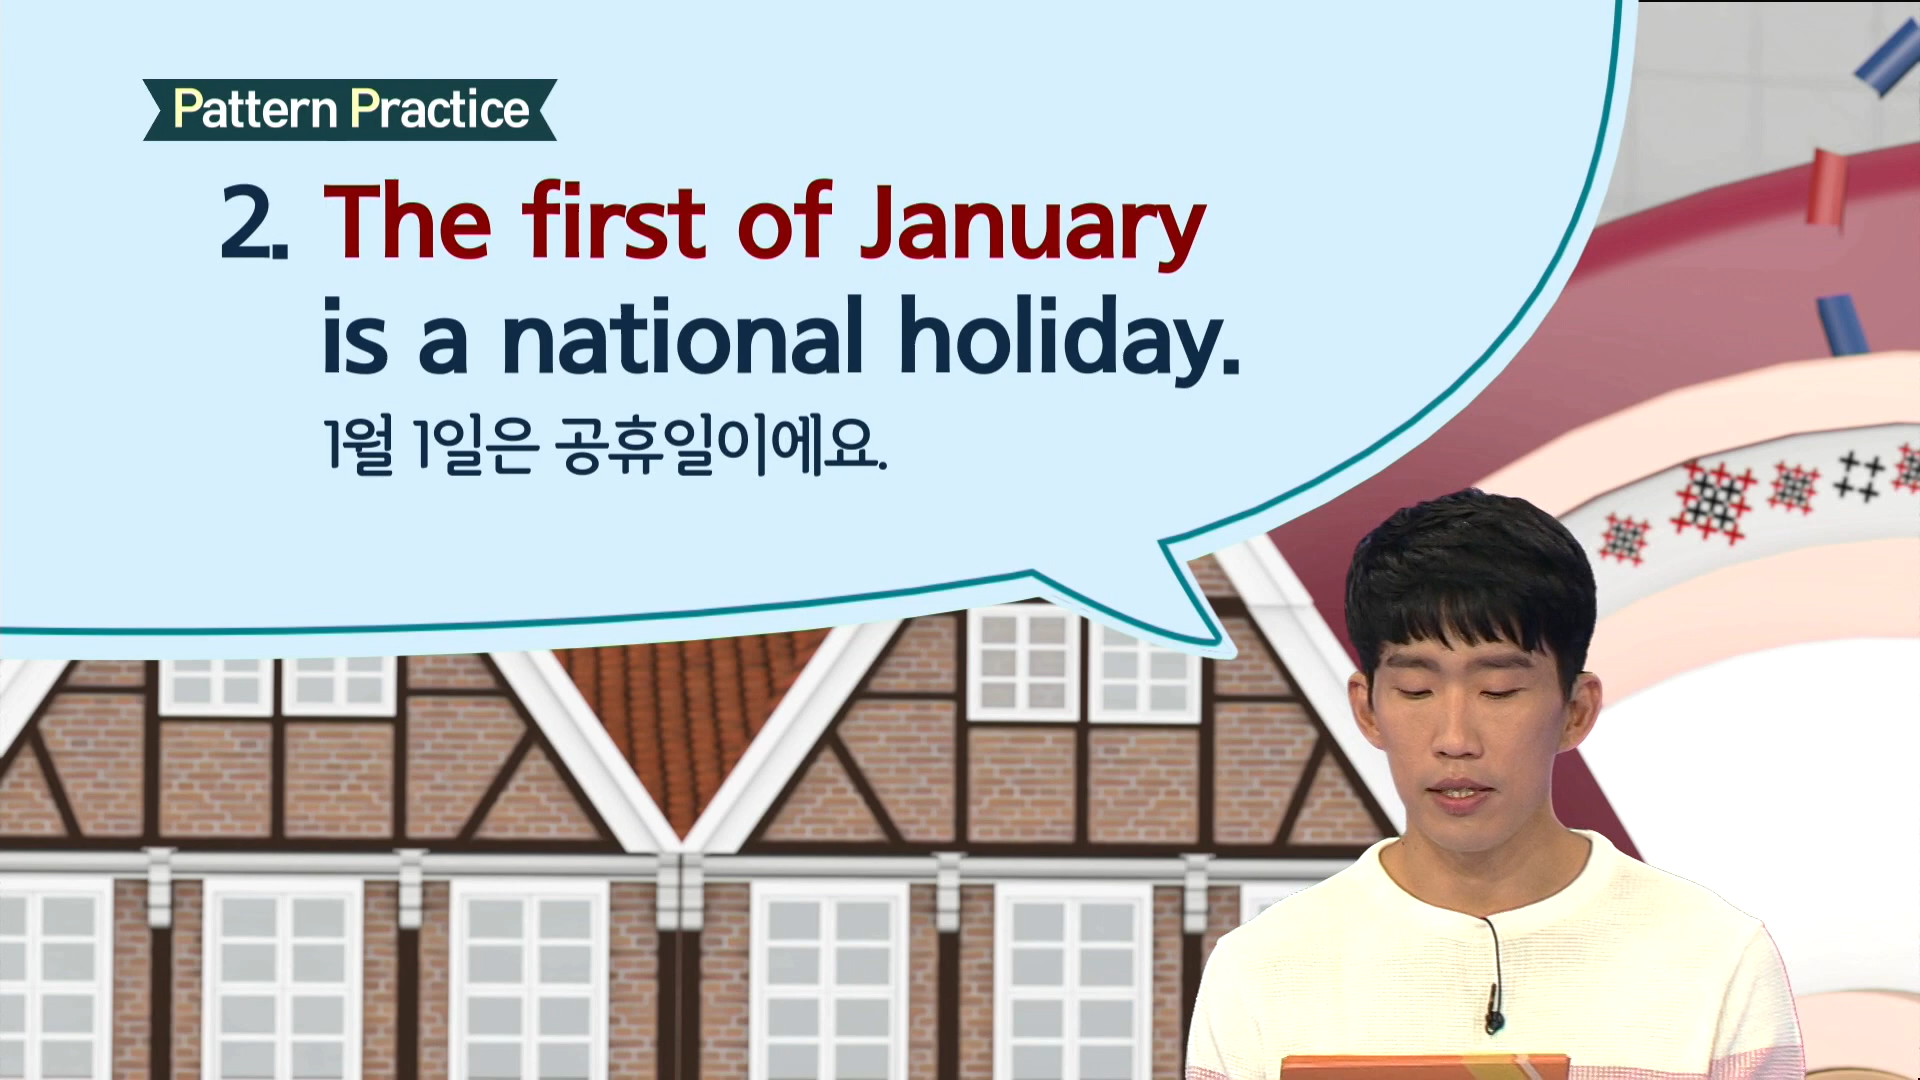 Pattern Practice
2. The first of January
is a national holiday.
1월 1일은 공휴일이에요.